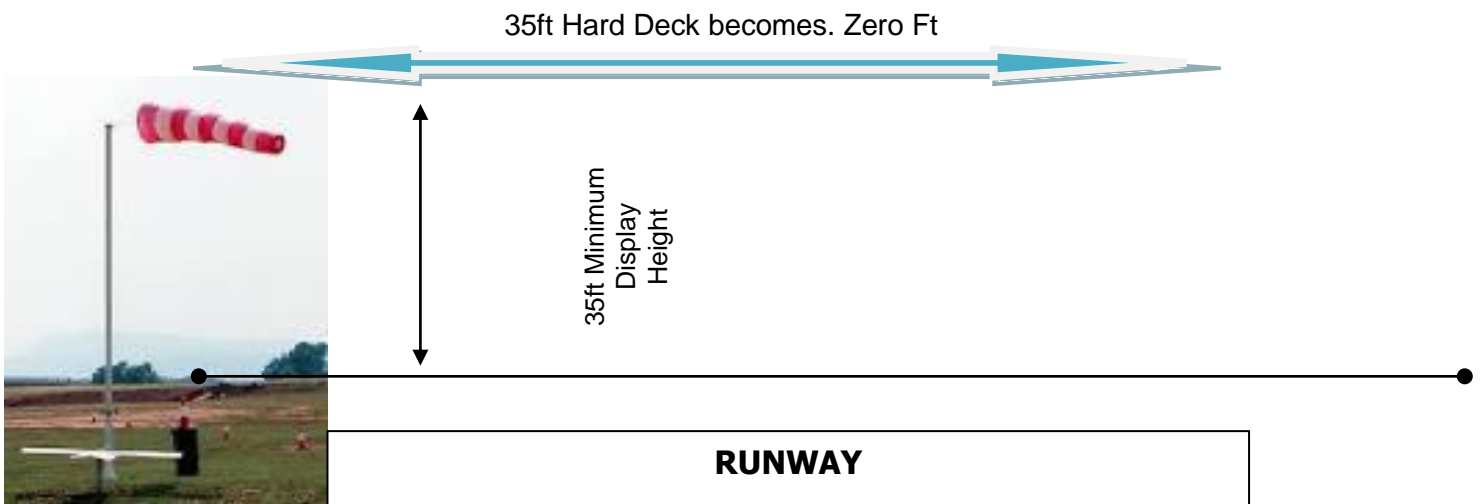 35ft Hard Deck becomes. Zero Ft
35ft Minimum
Display
Height
RUNWAY